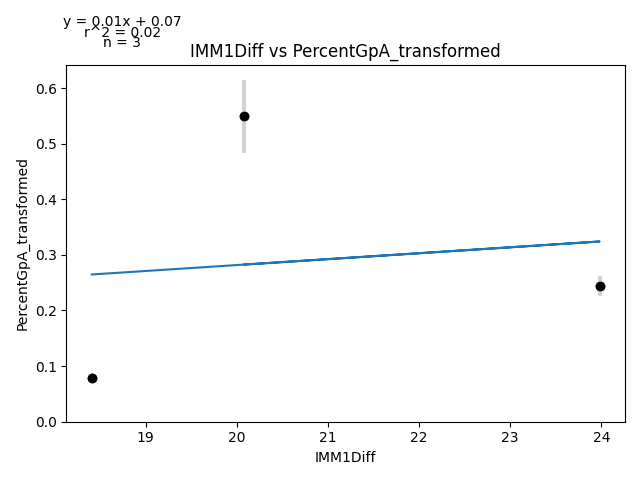 y = 0.01x + 0.07
r^2 = 0.02
n = 3
IMM1Diff vs PercentGpA_transformed
PercentGpA_transformed
0.6
0.5
0.4
0.3
0.2
0.1
0.0
19 20 21 22 23 24
IMM1Diff